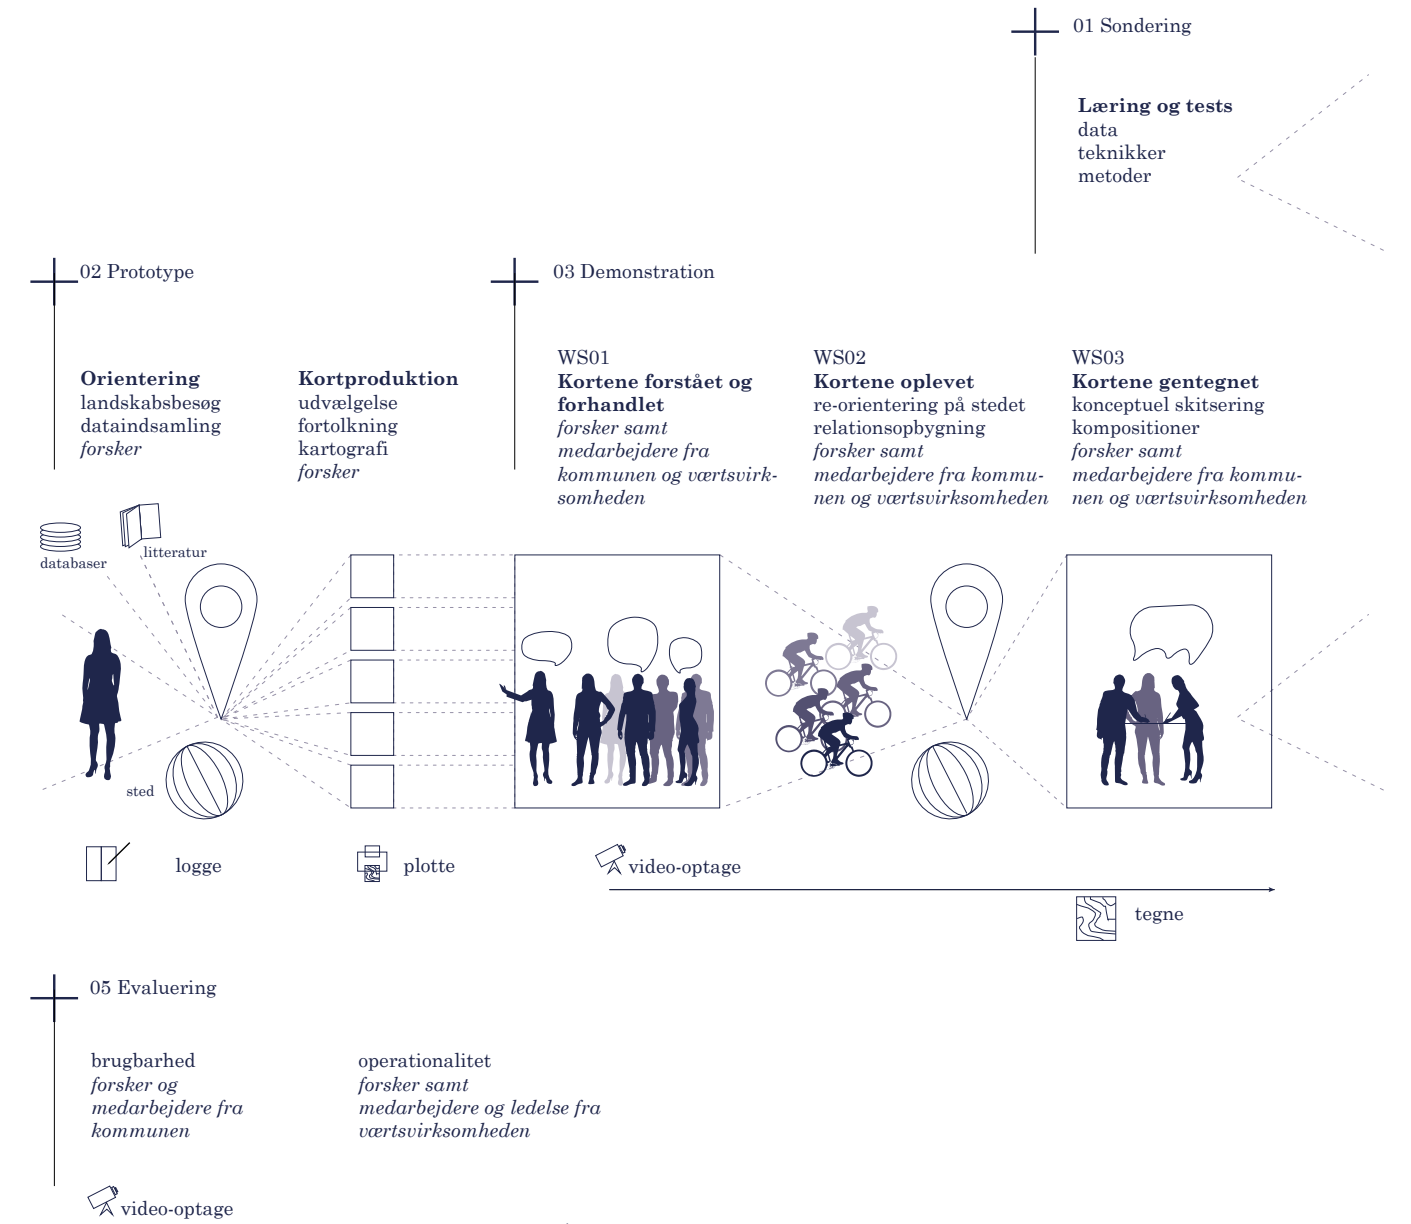 01 Sondering
Læring og tests
data
teknikker
metoder
02 Prototype
Orientering
landskabsbesøg
dataindsamling
forsker
Kortproduktion
udvælgelse
fortolkning
kartografi
forsker
03 Demonstration
WS01
Kortene forstået og
forhandlet
forsker samt
medarbejdere fra
kommunen og værtsvirk-
somheden
WS02
Kortene oplevet
re-orientering på stedet
relationsopbygning
forsker samt
medarbejdere fra kommu-
nen og værtsvirksomheden
WS03
Kortene gentegnet
konceptuel skitsering
kompositioner
forsker samt
medarbejdere fra kommu-
nen og værtsvirksomheden
databaser
litteratur
sted
logge
plotte
video-optage
tegne
05 Evaluering
brugbarhed
forsker og
medarbejdere fra
kommunen
operationalitet
forsker samt
medarbejdere og ledelse fra
værtsvirksomheden
video-optage